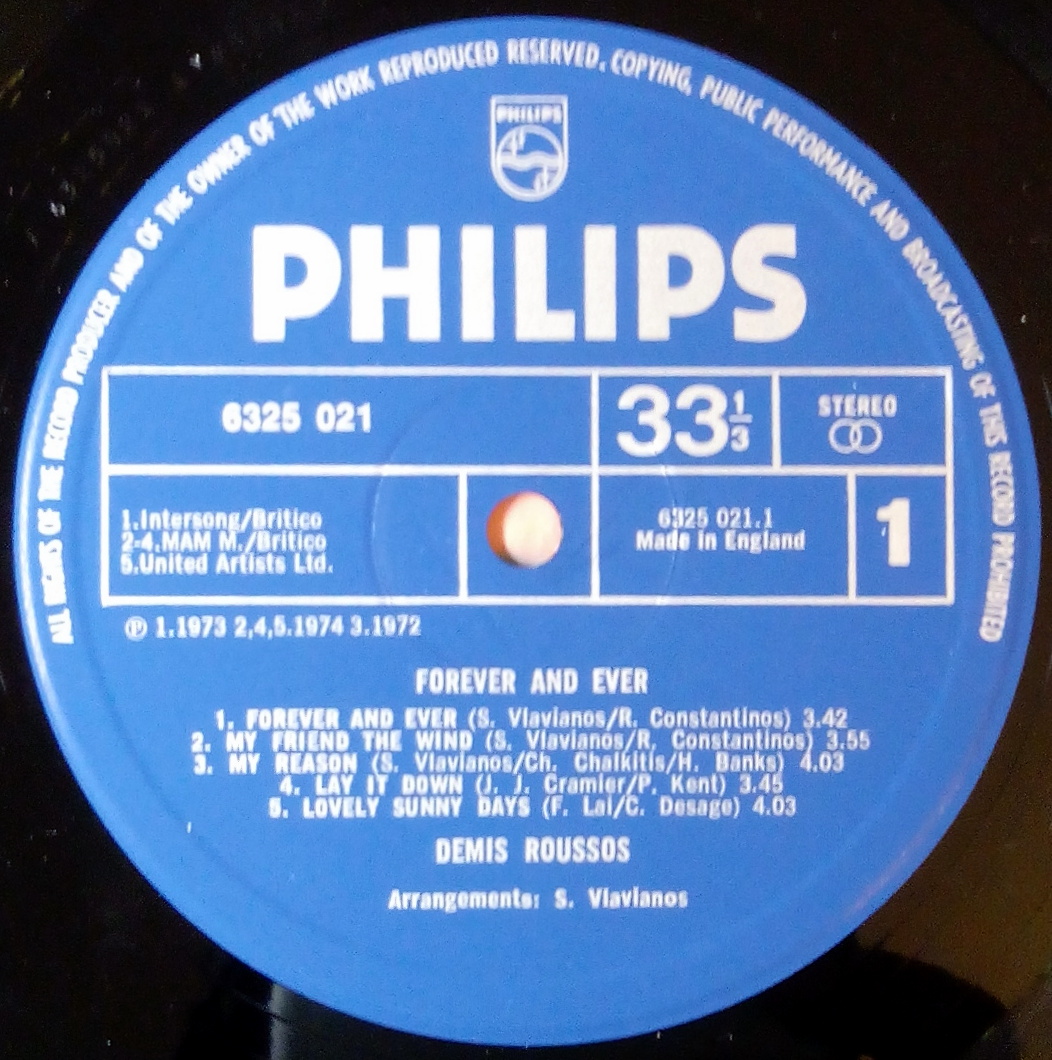 ALL RIGHTS OF THE RECORD PRODUCER AND OF THE OWNER OF THE WORK REPRODUCED RESERVED. COPYING, PUBLIC PERFORMANCE AND BROADCASTING OF THIS RECORD PROHIBITED
PHILIPS
PHILIPS
6325 021
33 1/3
STEREO
1.Intersong/Britico
2-4.MAM M./Britico
5.United Artists Ltd.
6325 021.1
Made in England
1
℗ 1.1973 2,4,5.1974 3.1972
FOREVER AND EVER
1. FOREVER AND EVER (S. Vlavianos/R. Constantinos) 3.42
2. MY FRIEND THE WIND (S. Vlavianos/R. Constantinos) 3.55
3. MY REASON (S. Vlavianos/Ch. Chalkitis/H. Banks) 4.03
4. LAY IT DOWN (J. J. Cramier/P. Kent) 3.45
5. LOVELY SUNNY DAYS (F. Lai/C. Desage) 4.03
DEMIS ROUSSOS
Arrangements: S. Vlavianos